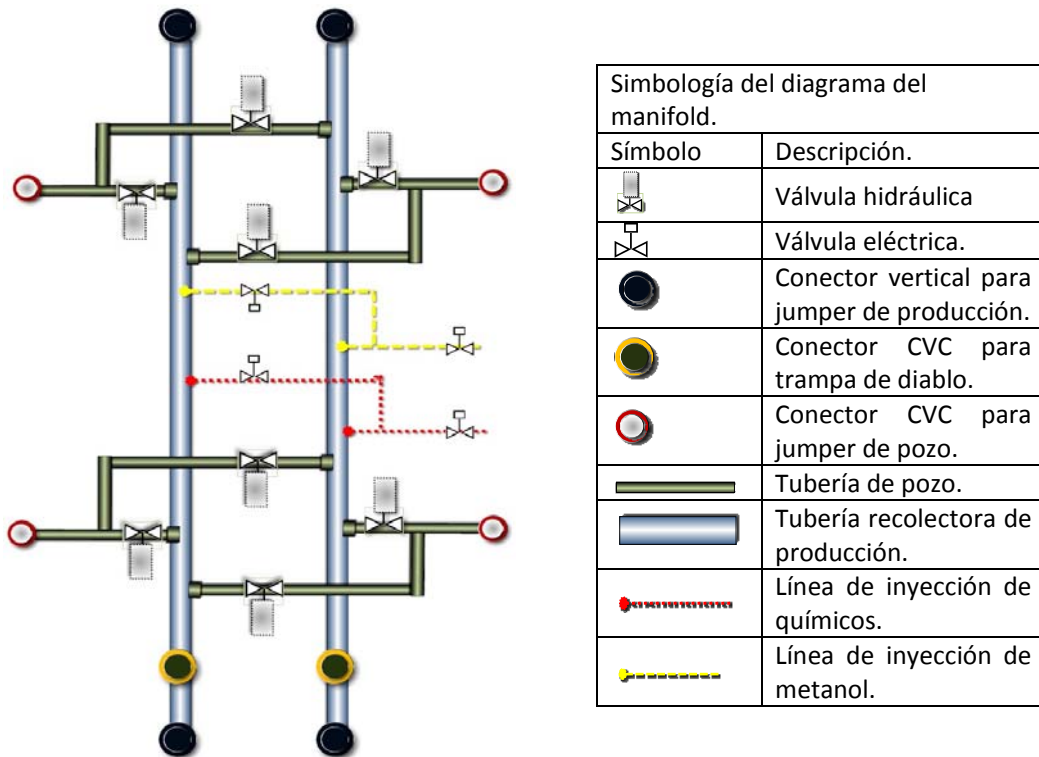 Simbología del diagrama del
manifold.
Símbolo Descripción.
Válvula hidráulica
Válvula eléctrica.
Conector vertical para
jumper de producción.
Conector CVC para
trampa de diablo.
Conector CVC para
jumper de pozo.
Tubería de pozo.
Tubería recolectora de
producción.
Línea de inyección de
químicos.
Línea de inyección de
metanol.